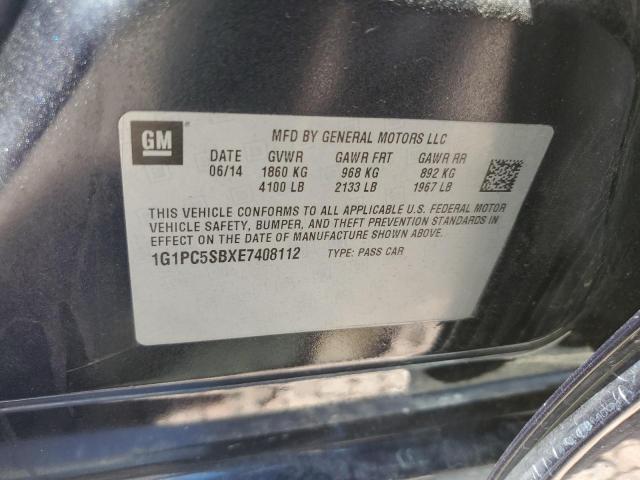 GM
MFD BY GENERAL MOTORS LLC
DATE GVWR GAWR FRT GAWR RR
06/14 1860 KG 968 KG 892 KG
4100 LB 2133 LB 1967 LB
THIS VEHICLE CONFORMS TO ALL APPLICABLE U.S. FEDERAL MOTOR
VEHICLE SAFETY, BUMPER, AND THEFT PREVENTION STANDARDS IN
EFFECT ON THE DATE OF MANUFACTURE SHOWN ABOVE.
1G1PC5SBXE7408112 TYPE: PASS CAR